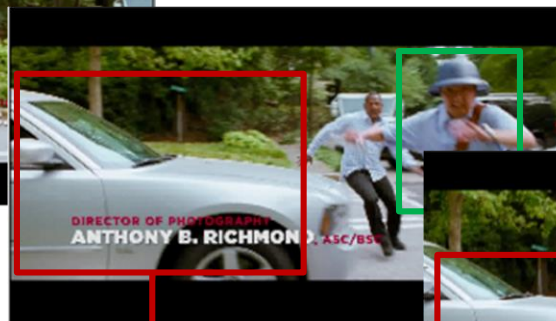 DIRECTOR OF PHOTOGRAPHY
ANTHONY B. RICHMOND, ASC/BSC